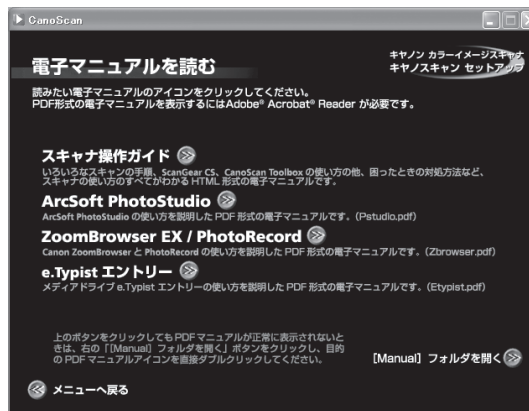 CanoScan
電子マニュアルを読む
キヤノン カラーイメージスキャナ
キヤノスキャン セットアップ
読みたい電子マニュアルのアイコンをクリックしてください。
PDF形式の電子マニュアルを表示するにはAdobe® Acrobat® Reader が必要です。
スキャナ操作ガイド
いろいろなスキャンの手順、ScanGear CS、CanoScan Toolbox の使い方の他、困ったときの対処方法など、
スキャナの使い方のすべてがわかる HTML 形式の電子マニュアルです。
ArcSoft PhotoStudio
ArcSoft PhotoStudio の使い方を説明した PDF 形式の電子マニュアルです。（Pstudio.pdf）
ZoomBrowser EX / PhotoRecord
Canon ZoomBrowser と PhotoRecord の使い方を説明した PDF 形式の電子マニュアルです。（Zbrowser.pdf）
e.Typist エントリー
メディアドライブ e.Typist エントリーの使い方を説明した PDF 形式の電子マニュアルです。（Etypist.pdf）
上のボタンをクリックしても PDF マニュアルが正常に表示されないと
きは、右の「[Manual] フォルダを開く」ボタンをクリックし、目的
の PDF マニュアルアイコンを直接ダブルクリックしてください。
[Manual] フォルダを開く
メニューへ戻る